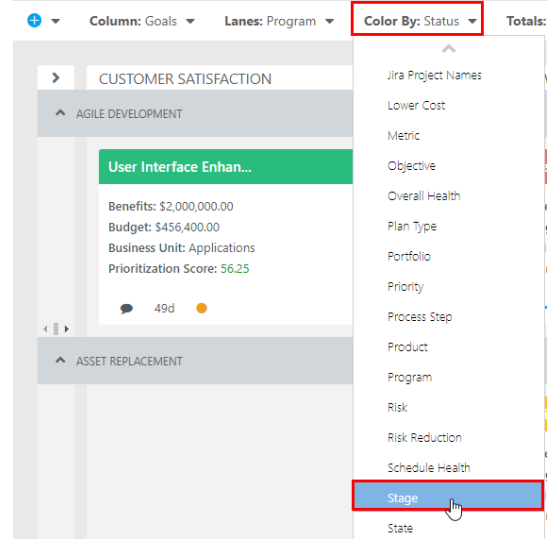 Column: Goals Lanes: Program Color By: Status Totals:
CUSTOMER SATISFACTION
AGILE DEVELOPMENT
User Interface Enhan...
Benefits: $2,000,000.00
Budget: $456,400.00
Business Unit: Applications
Prioritization Score: 56.25
49d
ASSET REPLACEMENT
Jira Project Names
Lower Cost
Metric
Objective
Overall Health
Plan Type
Portfolio
Priority
Process Step
Product
Program
Risk
Risk Reduction
Schedule Health
Stage
State